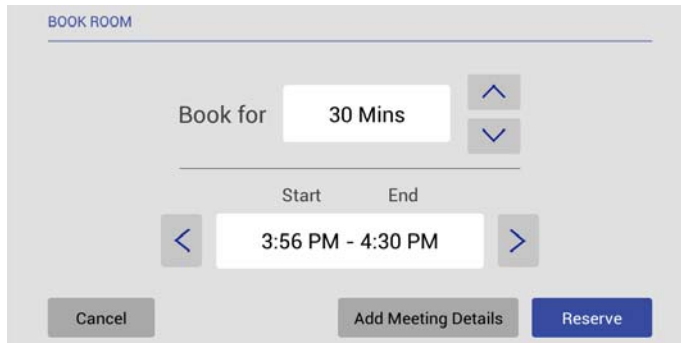 BOOK ROOM
Book for 30 Mins
Start End
3:56 PM - 4:30 PM
Cancel Add Meeting Details Reserve